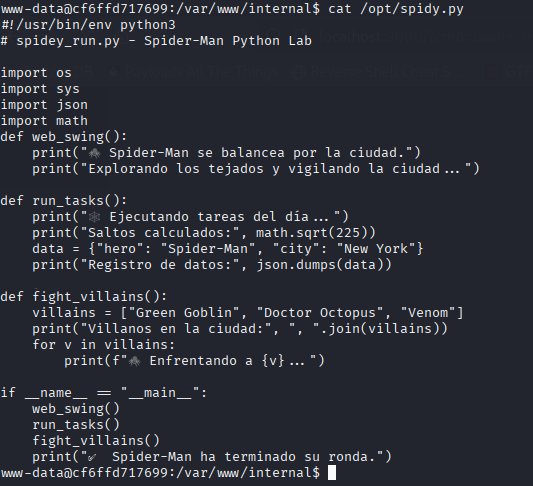 www-data@cf6ffd717699:/var/www/internal$ cat /opt/spidy.py
#!/usr/bin/env python3
# spidey_run.py - Spider-Man Python Lab

import os
import sys
import json
import math
def web_swing():
    print("🕷 Spider-Man se balancea por la ciudad.")
    print("Explorando los tejados y vigilando la ciudad...")

def run_tasks():
    print("🕸 Ejecutando tareas del día...")
    print("Saltos calculados:", math.sqrt(225))
    data = {"hero": "Spider-Man", "city": "New York"}
    print("Registro de datos:", json.dumps(data))

def fight_villains():
    villains = ["Green Goblin", "Doctor Octopus", "Venom"]
    print("Villanos en la ciudad:", ", ".join(villains))
    for v in villains:
        print(f"🕷 Enfrentando a {v}...")

if __name__ == "__main__":
    web_swing()
    run_tasks()
    fight_villains()
    print("✔ Spider-Man ha terminado su ronda.")
www-data@cf6ffd717699:/var/www/internal$